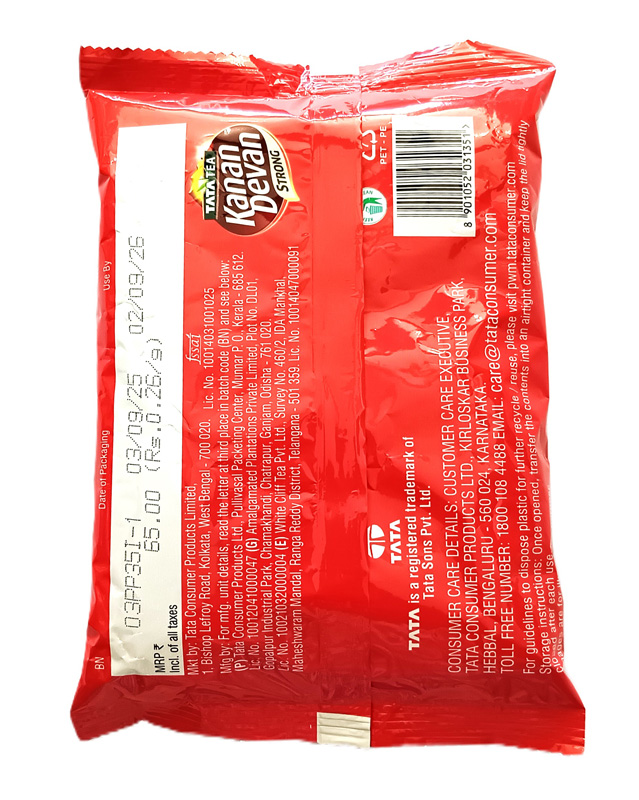 BN
Date of Packaging
Use By
03PP35I-1 03/09/25 02/09/26
65.00 (Rs.0.26/g)
MRP ₹
Incl. of all taxes
TATA TEA
Kanan
Devan
STRONG
fssai
Mkt by: Tata Consumer Products Limited,
1, Bishop Lefroy Road, Kolkata, West Bengal - 700 020. Lic. No. 10014031001025
Mfg by: For mfg. unit details, read the letter at third place in batch code (BN) and see below:
(P) Tata Consumer Products Ltd., Pullivasal Packeting Center, Munnar P O, Kerala - 685 612.
Lic No. 10012041000047 (G) Amalgamated Plantations Private Limited, Plot No. DL01,
Gopalpur Industrial Park, Chamakhandi, Chatrapur, Ganjam, Odisha - 761 020.
Lic No. 10021032000064 (E) White Cliff Tea Pvt. Ltd., Survey No. 460/2, IDA Mankhal,
Maheshwaram Mandal, Ranga Reddy District, Telangana - 501 359. Lic. No. 10014047000091
PET - PE
8 901052 031351
TATA
TATA is a registered trademark of
Tata Sons Pvt. Ltd.
CONSUMER CARE DETAILS: CUSTOMER CARE EXECUTIVE,
TATA CONSUMER PRODUCTS LTD. KIRLOSKAR BUSINESS PARK,
HEBBAL, BENGALURU - 560 024, KARNATAKA.
TOLL FREE NUMBER: 1800 108 4488 EMAIL: care@tataconsumer.com
For guidelines to dispose plastic for further recycle / reuse, please visit pwm.tataconsumer.com
Storage instructions: Once opened, transfer the contents into an airtight container and keep the lid tightly
closed after each use.